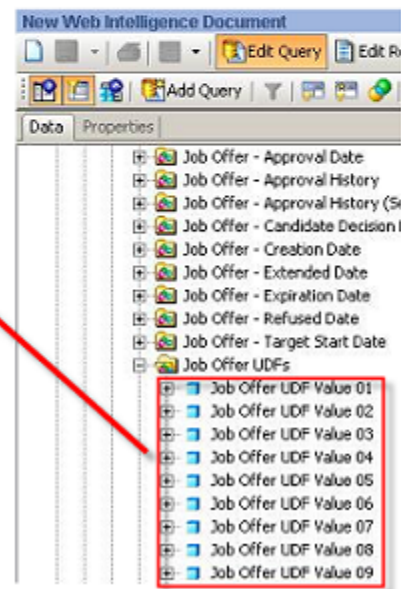 New Web Intelligence Document
Edit Query Edit R
Add Query
Data Properties
Job Offer - Approval Date
Job Offer - Approval History
Job Offer - Approval History (S
Job Offer - Candidate Decision
Job Offer - Creation Date
Job Offer - Extended Date
Job Offer - Expiration Date
Job Offer - Refused Date
Job Offer - Target Start Date
Job Offer UDFs
Job Offer UDF Value 01
Job Offer UDF Value 02
Job Offer UDF Value 03
Job Offer UDF Value 04
Job Offer UDF Value 05
Job Offer UDF Value 06
Job Offer UDF Value 07
Job Offer UDF Value 08
Job Offer UDF Value 09